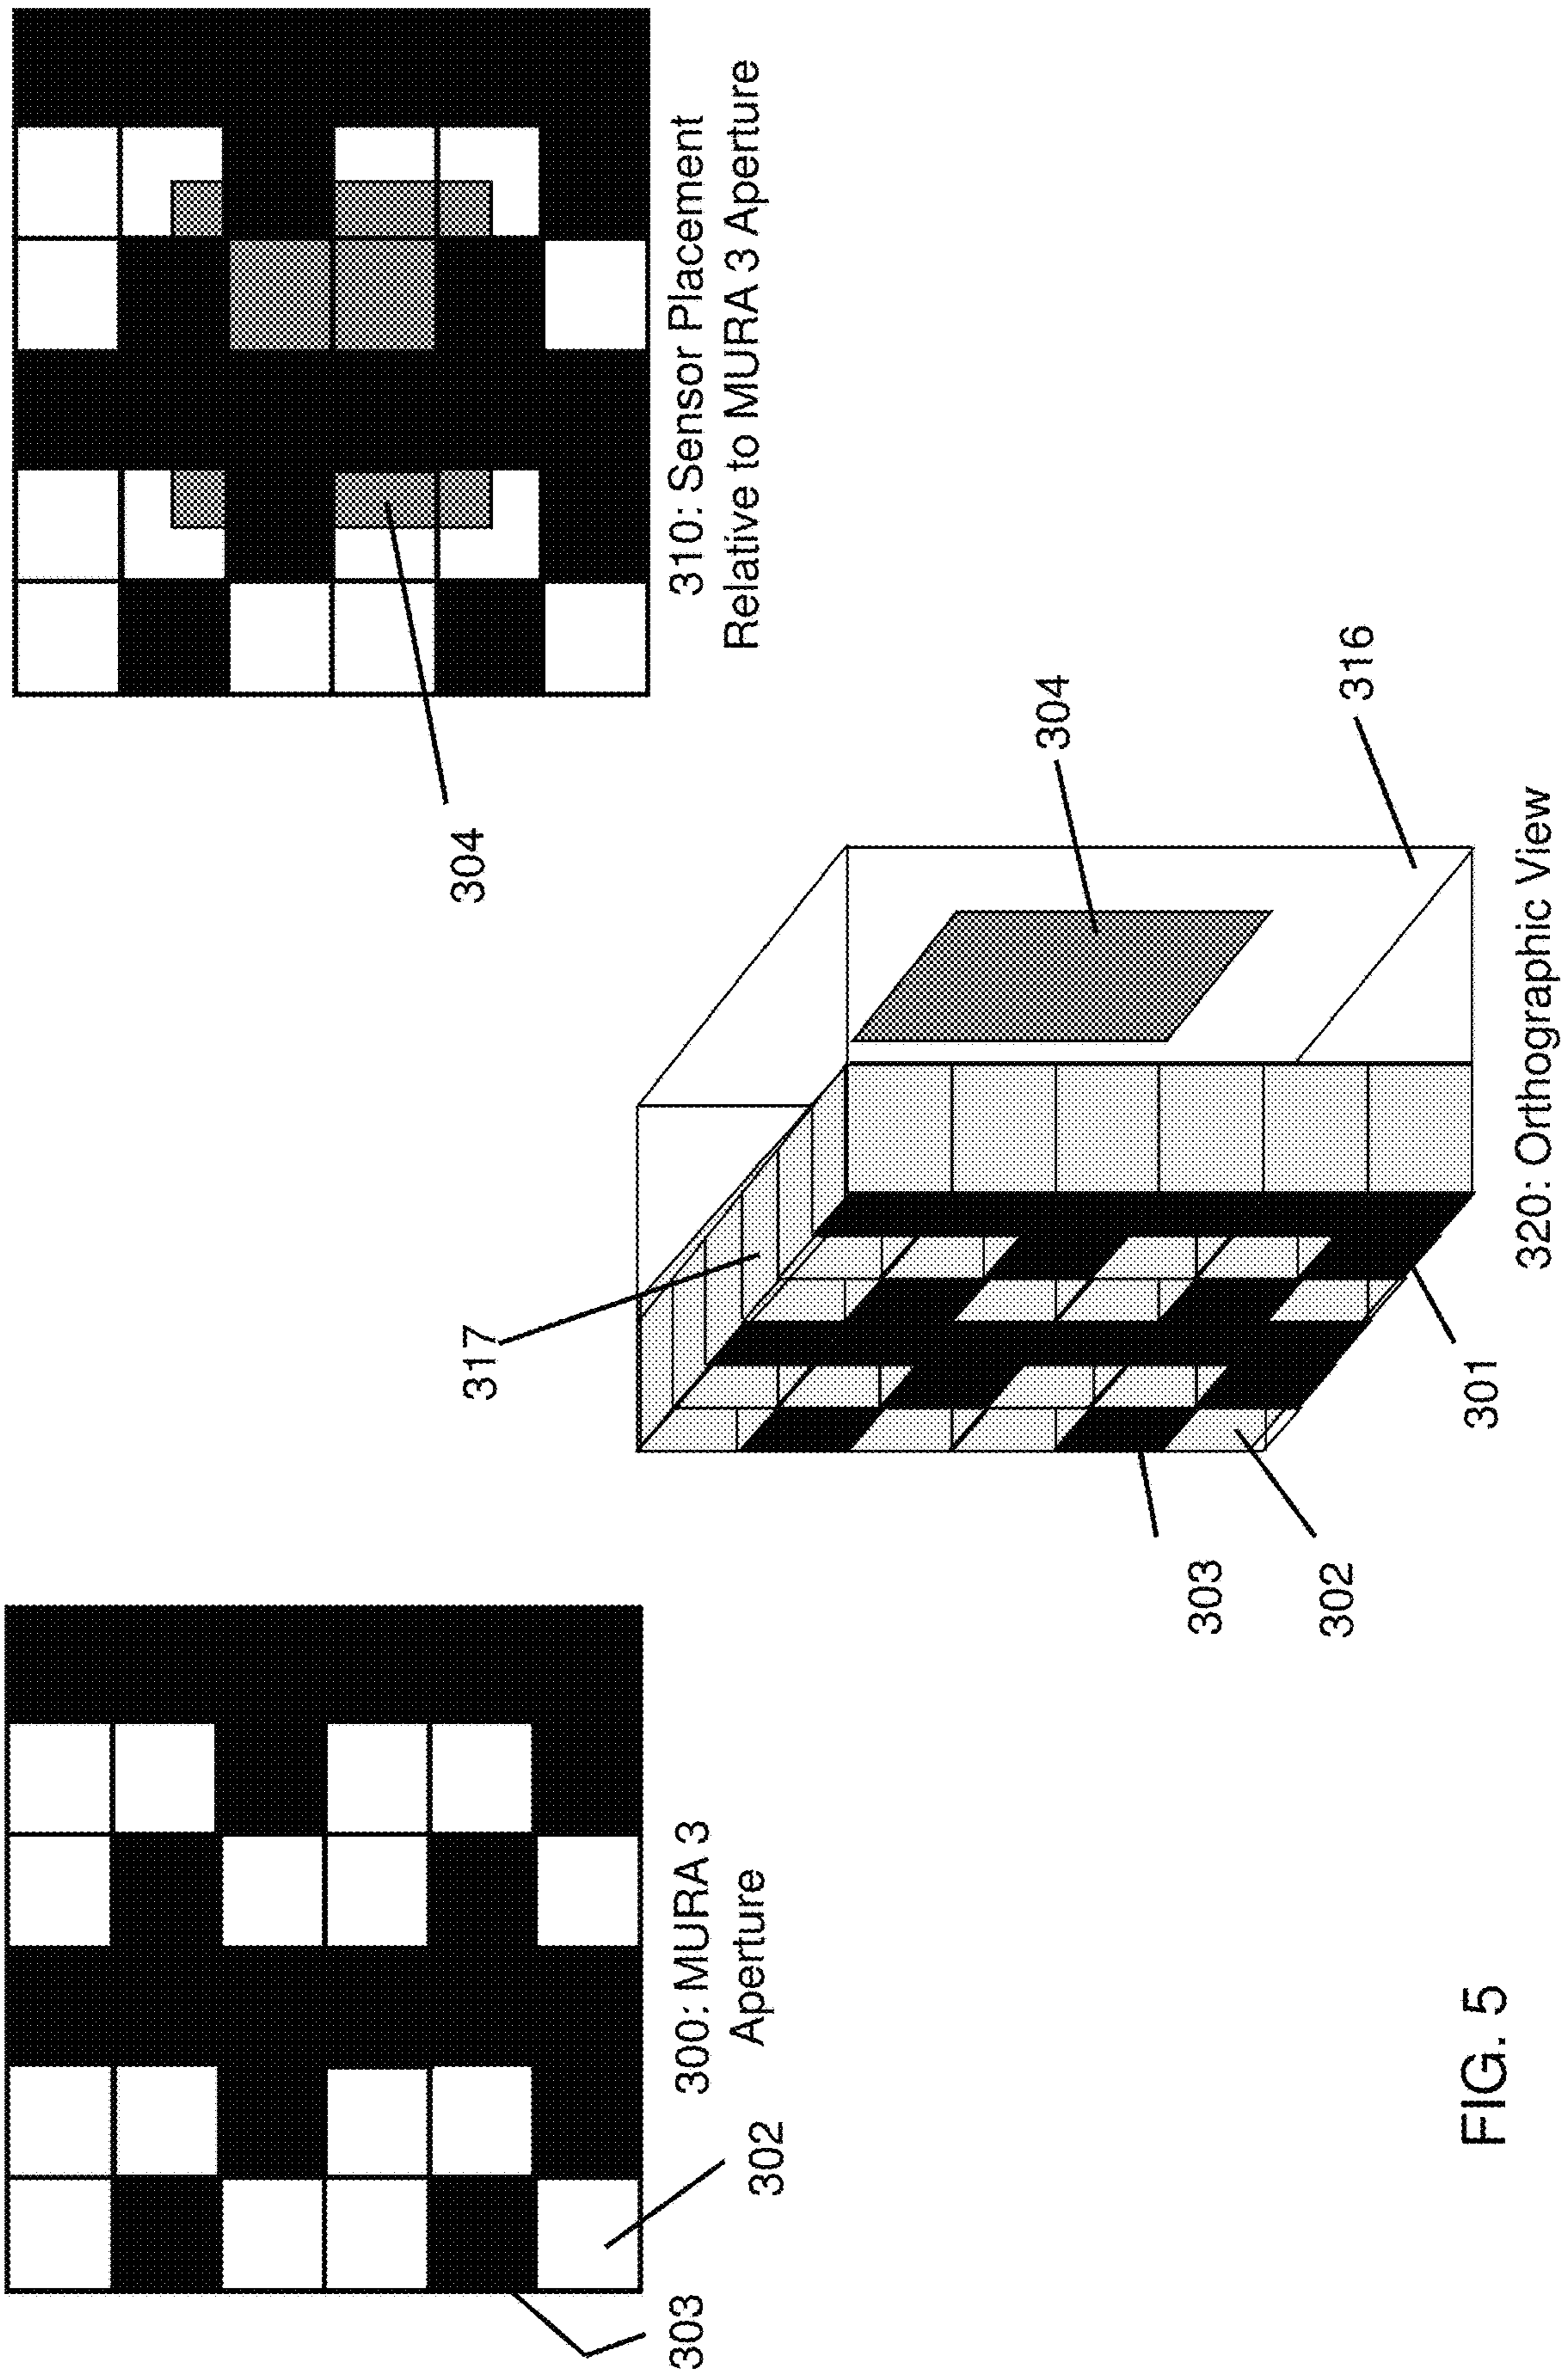 303
302
300: MURA 3
Aperture
304
310: Sensor Placement
Relative to MURA 3 Aperture
317
303
302
301
304
316
320: Orthographic View
FIG. 5